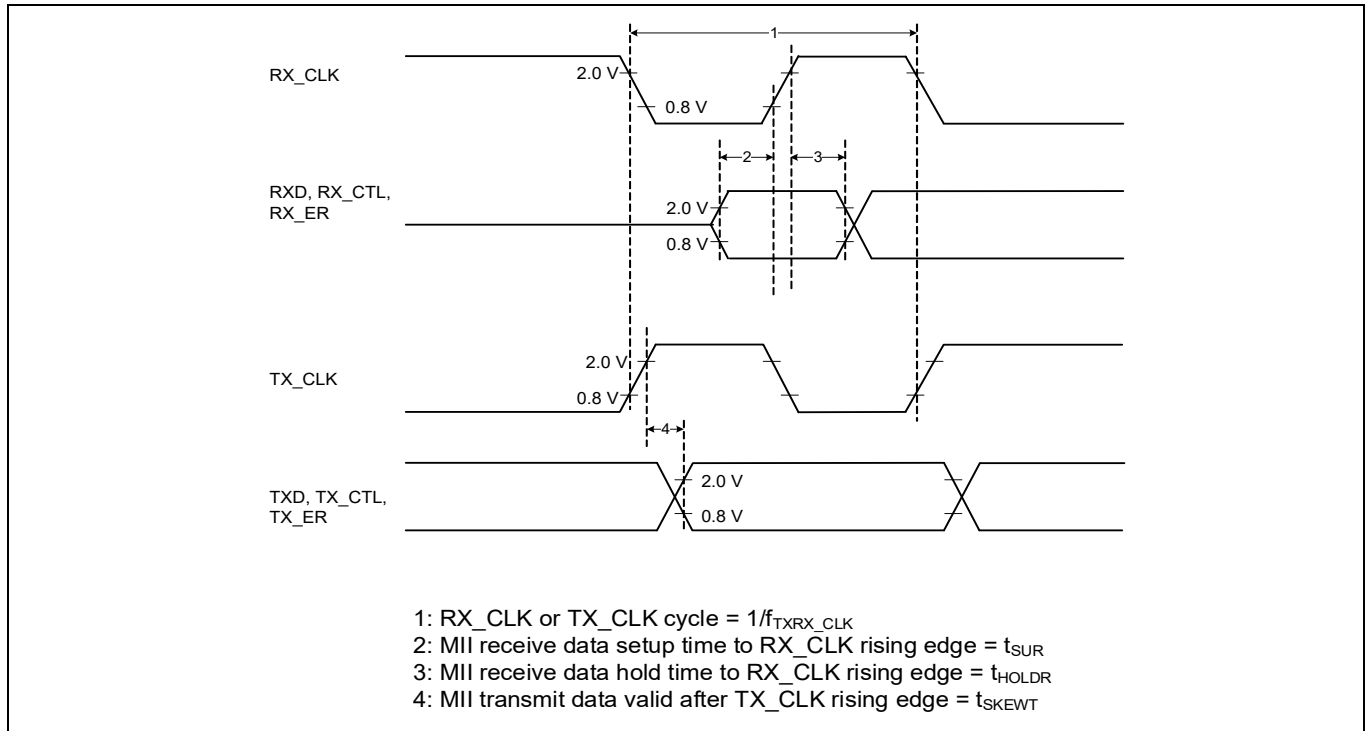 1
RX_CLK
2.0 V
0.8 V
2
3
RXD, RX_CTL,
RX_ER
2.0 V
0.8 V
TX_CLK
2.0 V
0.8 V
4
TXD, TX_CTL,
TX_ER
2.0 V
0.8 V
1: RX_CLK or TX_CLK cycle = 1/fTXRX_CLK
2: MII receive data setup time to RX_CLK rising edge = tSUR
3: MII receive data hold time to RX_CLK rising edge = tHOLDR
4: MII transmit data valid after TX_CLK rising edge = tSKEWT